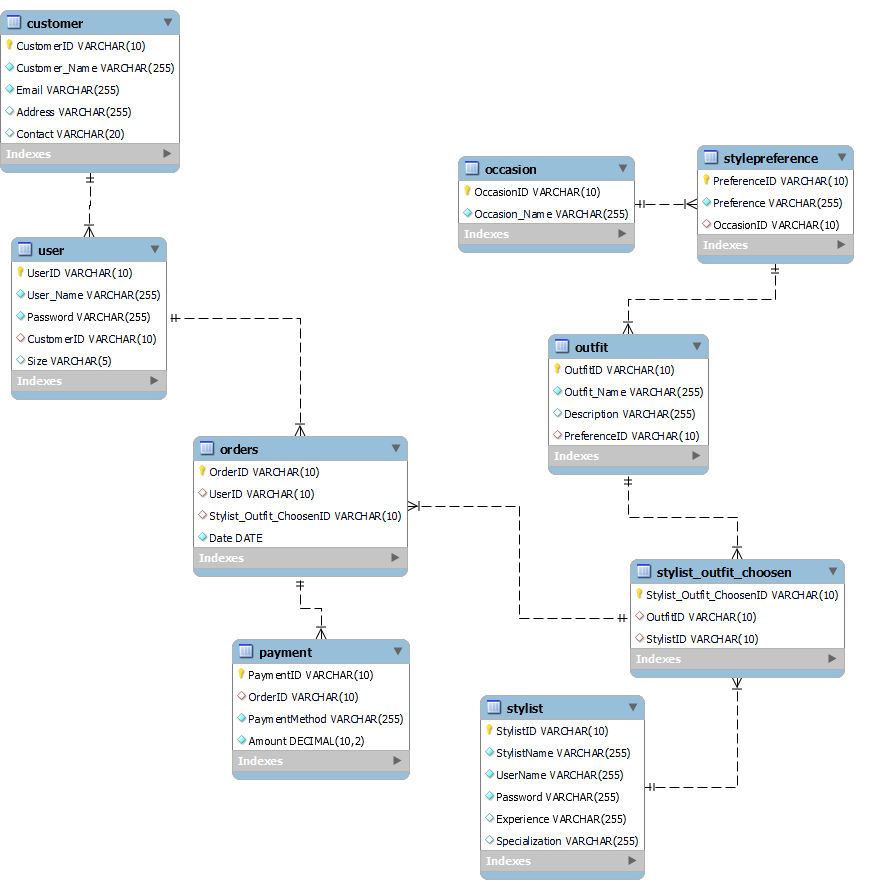 customer
CustomerID VARCHAR(10)
Customer_Name VARCHAR(255)
Email VARCHAR(255)
Address VARCHAR(255)
Contact VARCHAR(20)
Indexes
user
UserID VARCHAR(10)
User_Name VARCHAR(255)
Password VARCHAR(255)
CustomerID VARCHAR(10)
Size VARCHAR(5)
Indexes
occasion
OccasionID VARCHAR(10)
Occasion_Name VARCHAR(255)
Indexes
stylepreference
PreferenceID VARCHAR(10)
Preference VARCHAR(255)
OccasionID VARCHAR(10)
Indexes
outfit
OutfitID VARCHAR(10)
Outfit_Name VARCHAR(255)
Description VARCHAR(255)
PreferenceID VARCHAR(10)
Indexes
orders
OrderID VARCHAR(10)
UserID VARCHAR(10)
Stylist_Outfit_ChoosenID VARCHAR(10)
Date DATE
Indexes
stylist_outfit_choosen
Stylist_Outfit_ChoosenID VARCHAR(10)
OutfitID VARCHAR(10)
StylistID VARCHAR(10)
Indexes
payment
PaymentID VARCHAR(10)
OrderID VARCHAR(10)
PaymentMethod VARCHAR(255)
Amount DECIMAL(10,2)
Indexes
stylist
StylistID VARCHAR(10)
StylistName VARCHAR(255)
UserName VARCHAR(255)
Password VARCHAR(255)
Experience VARCHAR(255)
Specialization VARCHAR(255)
Indexes